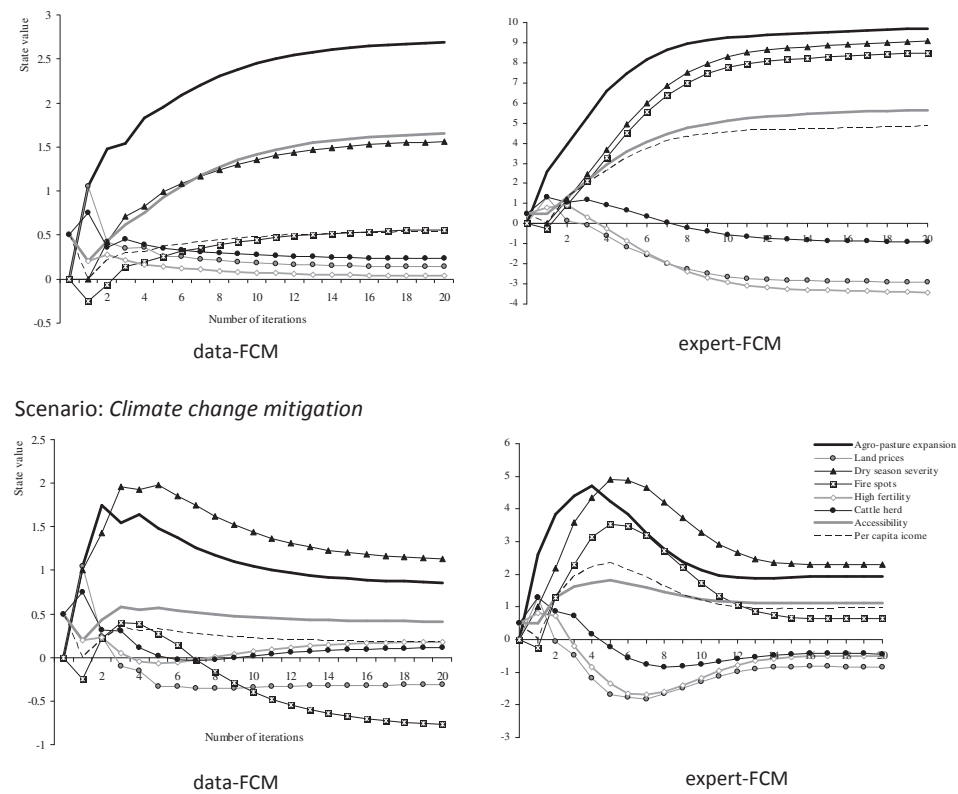 State value
3
2.5
2
1.5
1
0.5
0
-0.5
2 4 6 8 10 12 14 16 18 20
Number of iterations
data-FCM
10
9
8
7
6
5
4
3
2
1
0
-1
-2
-3
-4
2 4 6 8 10 12 14 16 18 20
expert-FCM
Scenario: Climate change mitigation
State value
2.5
2
1.5
1
0.5
0
-0.5
-1
2 4 6 8 10 12 14 16 18 20
Number of iterations
data-FCM
6
5
4
3
2
1
0
-1
-2
-3
0 2 4 6 8 10 12 14 16 18 20
Agro-pasture expansion
Land prices
Dry season severity
Fire spots
High fertility
Cattle herd
Accessibility
Per capita icome
expert-FCM